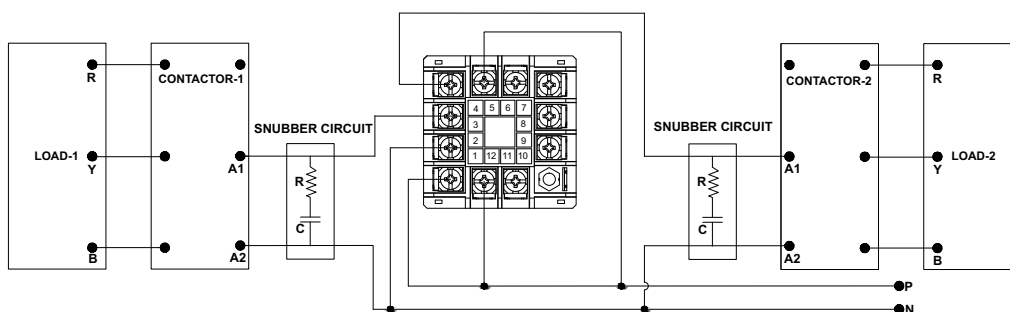 R
CONTACTOR-1
LOAD-1
Y
A1
B
A2
SNUBBER CIRCUIT
R
C
4 5 6 7
3 8
2 9
1 12 11 10
SNUBBER CIRCUIT
R
C
CONTACTOR-2
R
A1
LOAD-2
Y
A2
B
P
N